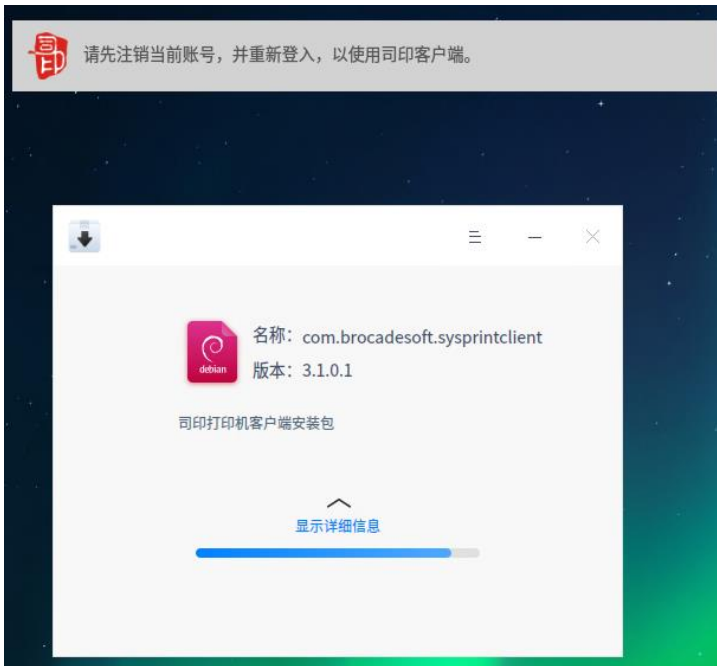 司印
请先注销当前账号，并重新登入，以使用司印客户端。
名称：com.brocadesoft.sysprintclient
debian
版本：3.1.0.1
司印打印机客户端安装包
显示详细信息